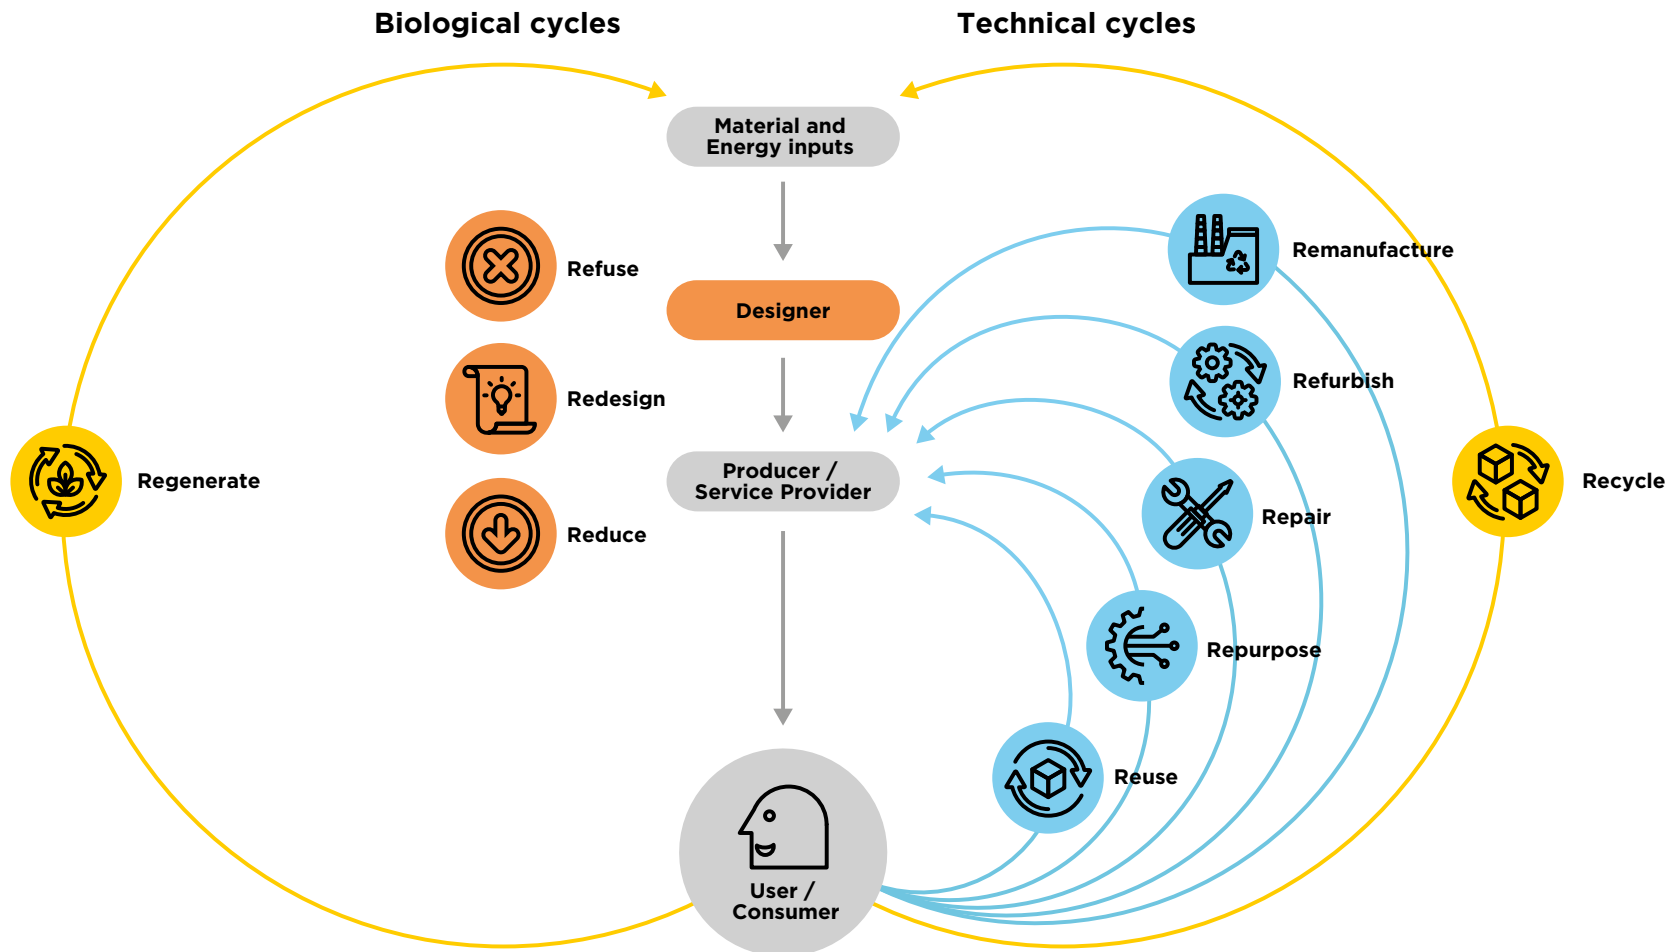 Biological cycles
Technical cycles
Material and
Energy inputs
Refuse
Designer
Redesign
Reduce
Regenerate
Producer /
Service Provider
Remanufacture
Refurbish
Repair
Repurpose
Reuse
Recycle
User /
Consumer